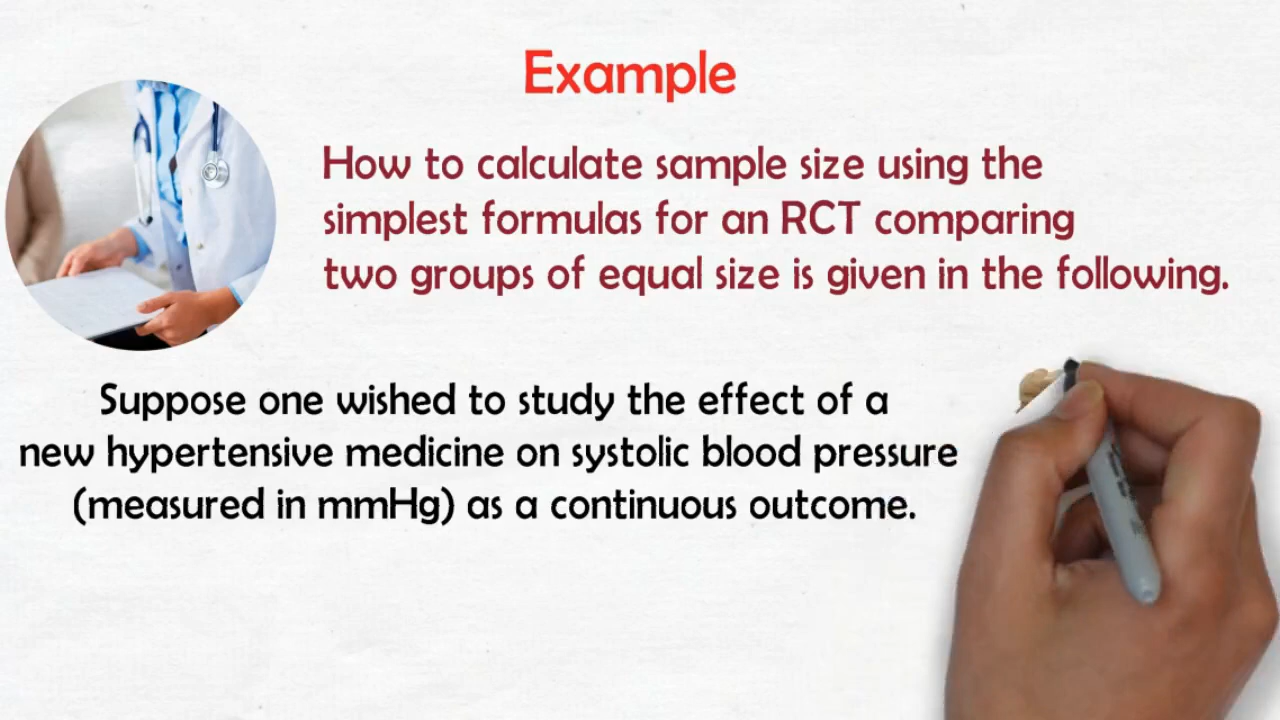 Example
How to calculate sample size using the
simplest formulas for an RCT comparing
two groups of equal size is given in the following.
Suppose one wished to study the effect of a
new hypertensive medicine on systolic blood pressure
(measured in mmHg) as a continuous outcome.